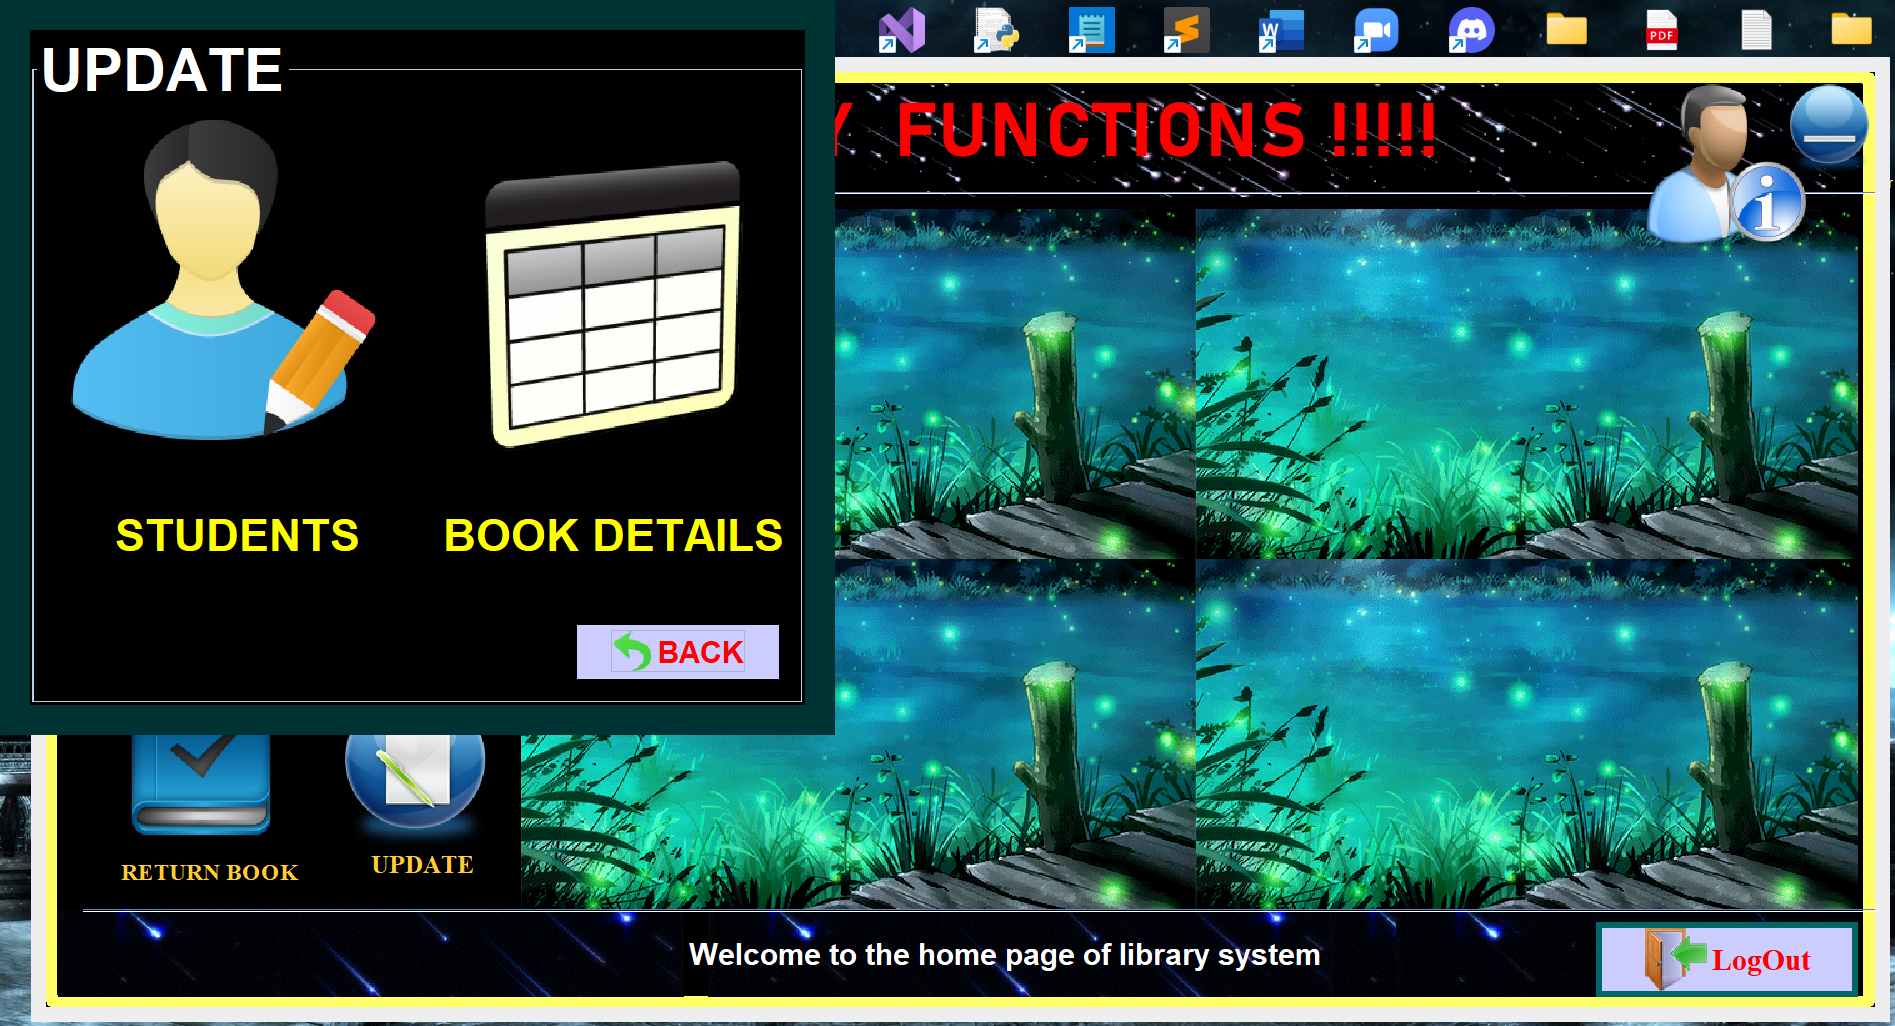 UPDATE
STUDENTS
BOOK DETAILS
BACK
W
PDF
FUNCTIONS !!!!!
i
RETURN BOOK
UPDATE
Welcome to the home page of library system
LogOut